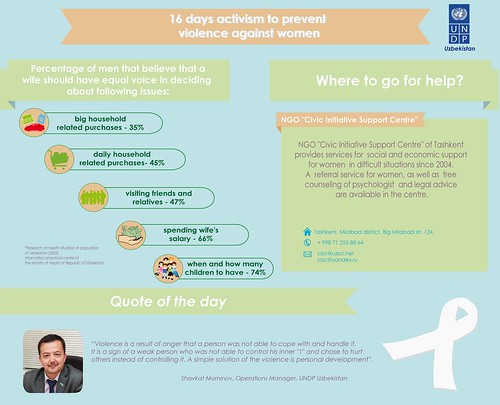 16 days activism to prevent
violence against women
U N
D P
Uzbekistan
Percentage of men that believe that a
wife should have equal voice in deciding
about following issues:
big household
related purchases - 35%
daily household
related purchases- 45%
visiting friends and
relatives - 47%
spending wife's
salary - 66%
when and how many
children to have - 74%
*Research on health situation of population
of Uzbekistan (2002)
Information analytical center of
the Ministry of Health of Republic of Uzbekistan
Where to go for help?
NGO "Civic Initiative Support Centre"
NGO "Civic Initiative Support Centre" of Tashkent
provides services for social and economic support
for women in difficult situations since 2004.
A referral service for women, as well as free
counseling of psychologist and legal advice
are available in the centre.
Tashkent, Mirabad district, Big Mirabad str, 124
+ 998 71 255 88 64
Quote of the day
"Violence is a result of anger that a person was not able to cope with and handle it.
It is a sign of a weak person who was not able to control his inner "I" and chose to hurt
others instead of controlling it. A simple solution of the violence is personal development".
Shavkat Muminov, Operations Manager, UNDP Uzbekistan